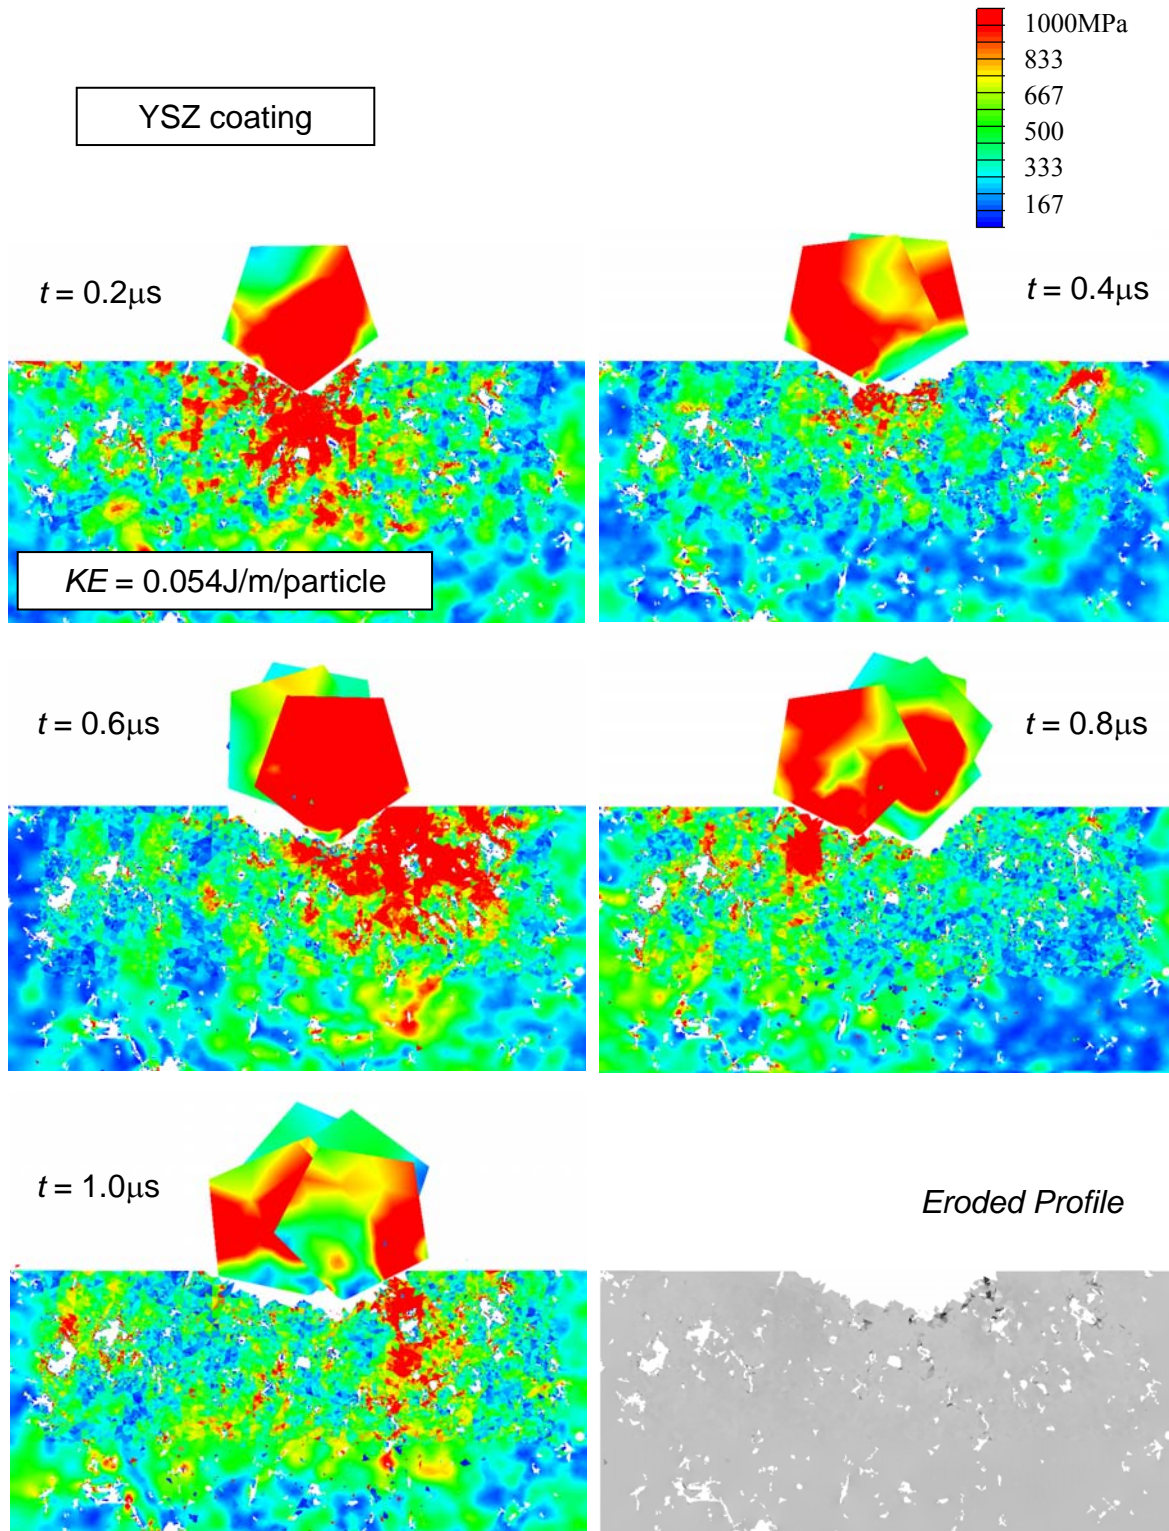 1000MPa
833
YSZ coating
667
500
333
167
t = 0.2μs
t = 0.4μs
KE = 0.054J/m/particle
t = 0.6μs
t = 0.8μs
t = 1.0μs
Eroded Profile